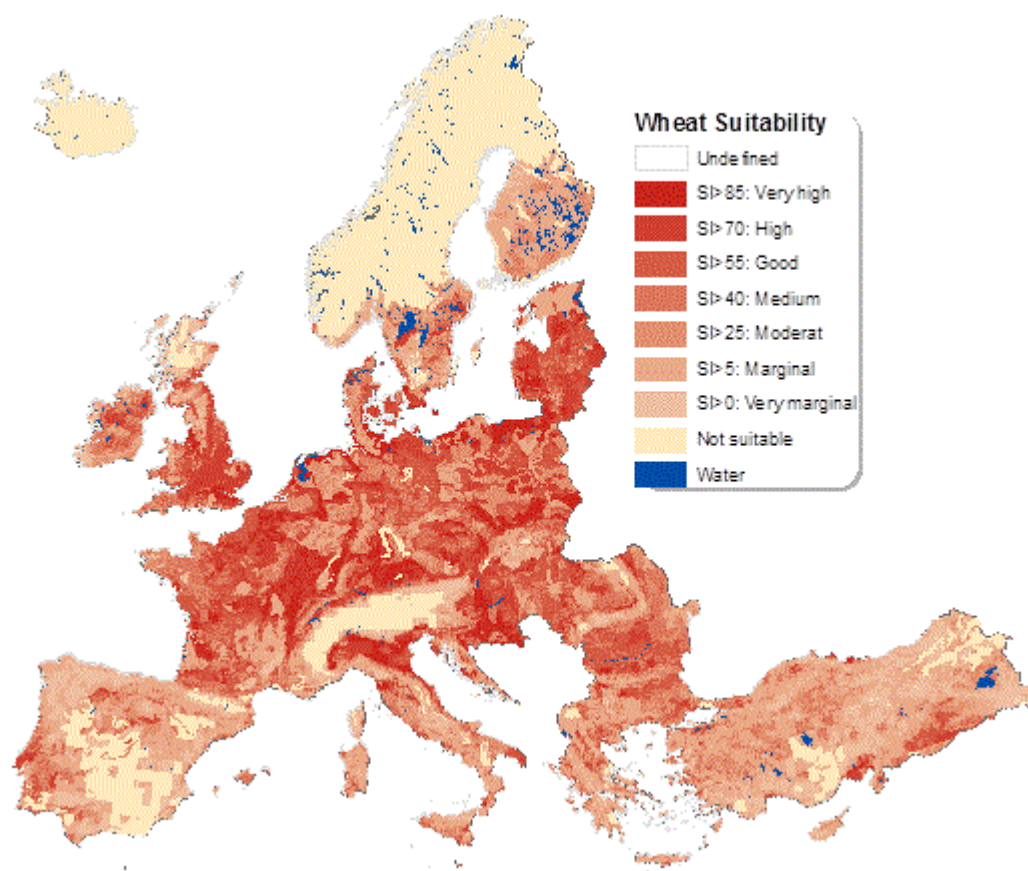 Wheat Suitability
Undefined
SI>85: Very high
SI>70: High
SI>55: Good
SI>40: Medium
SI>25: Moderat
SI>5: Marginal
SI>0: Very marginal
Not suitable
Water